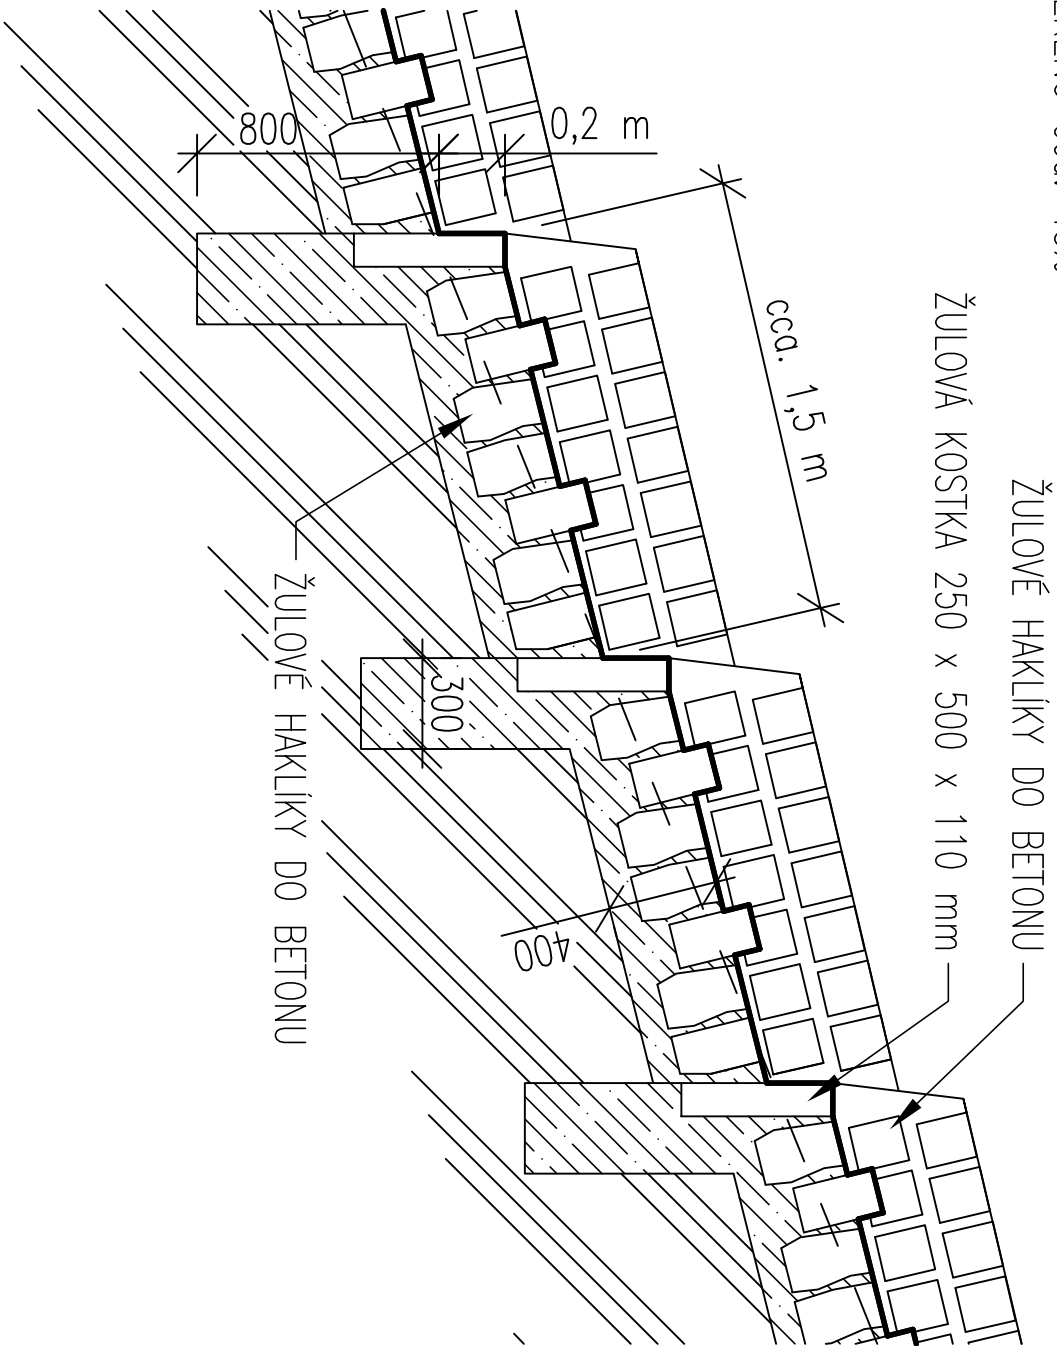 ŽULOVÉ HAKLÍKY DO BETONU
ŽULOVÁ KOSTKA 250 x 500 x 110 mm
cca. 1,5 m
0,2 m
800
300
400
ŽULOVÉ HAKLÍKY DO BETONU